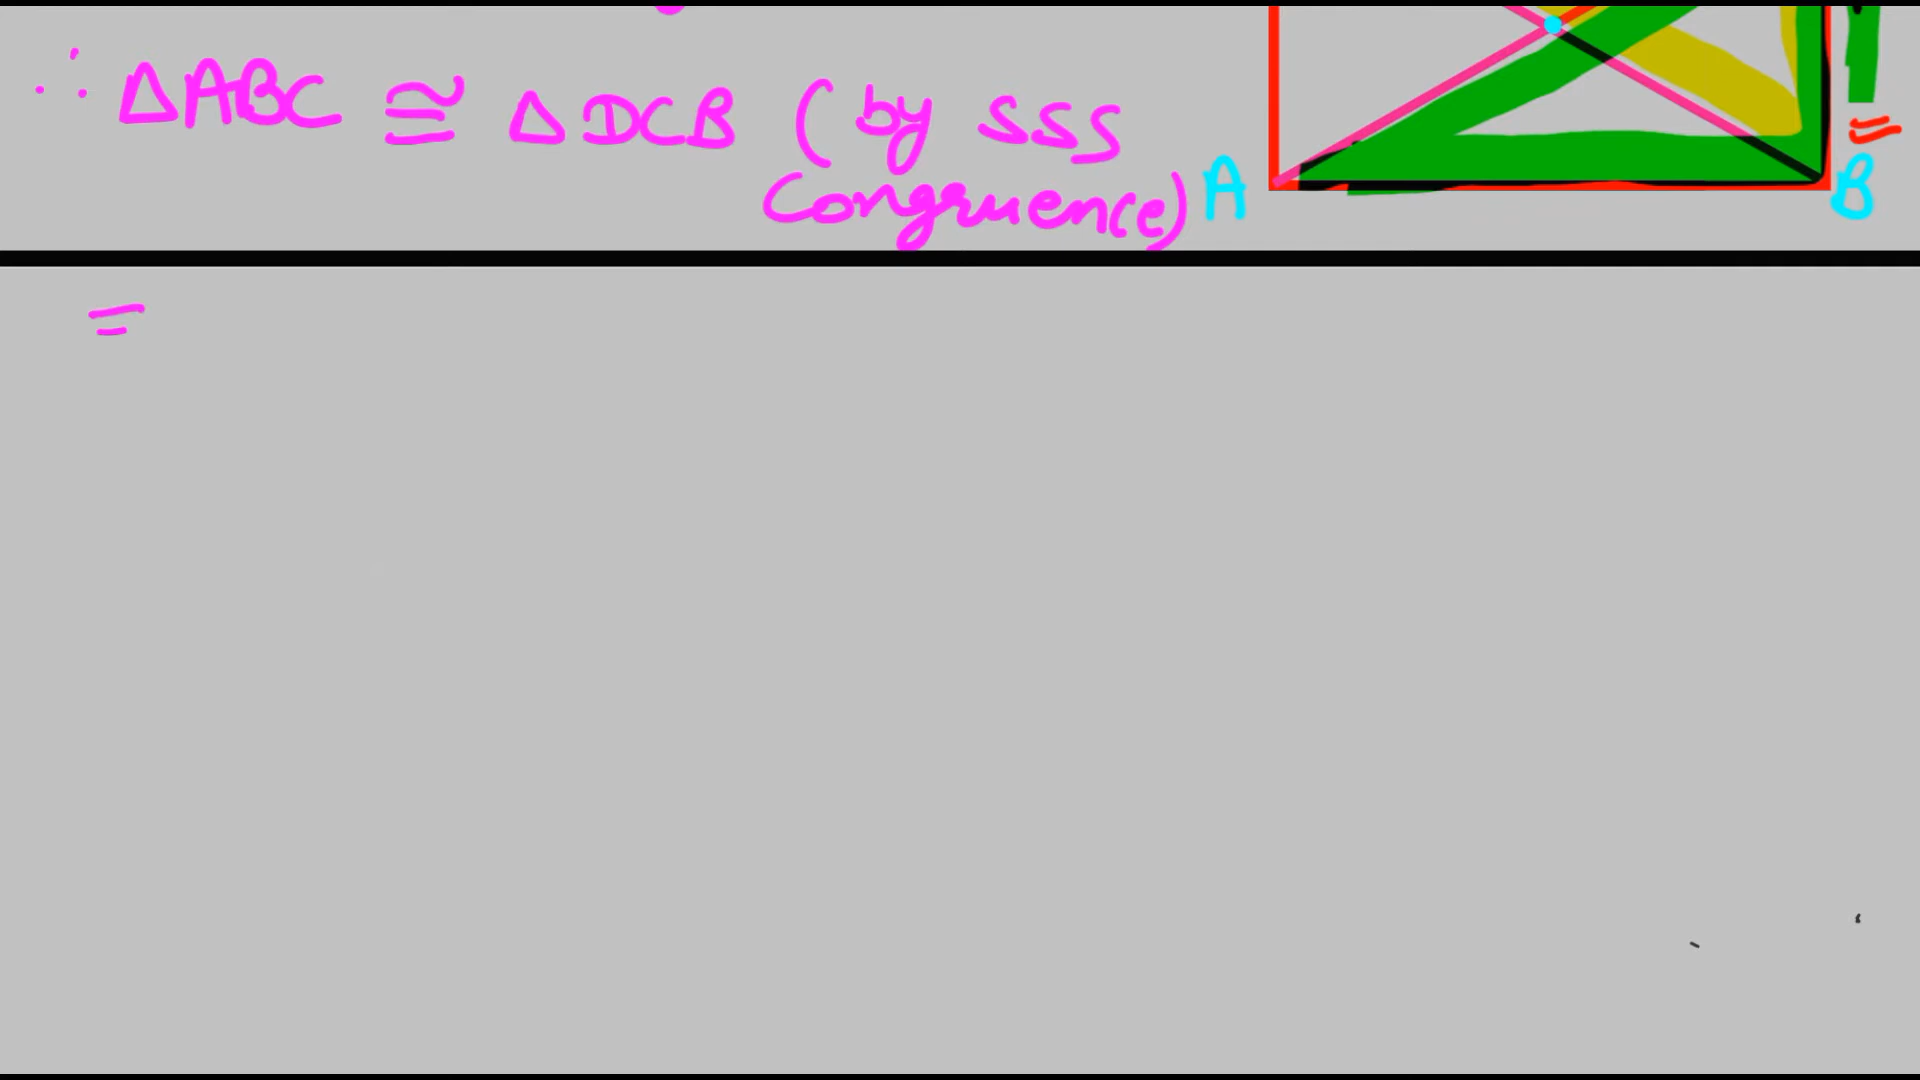 ∴ ΔABC ≅ ΔDCB (by SSS
Congruence)
A
B
=